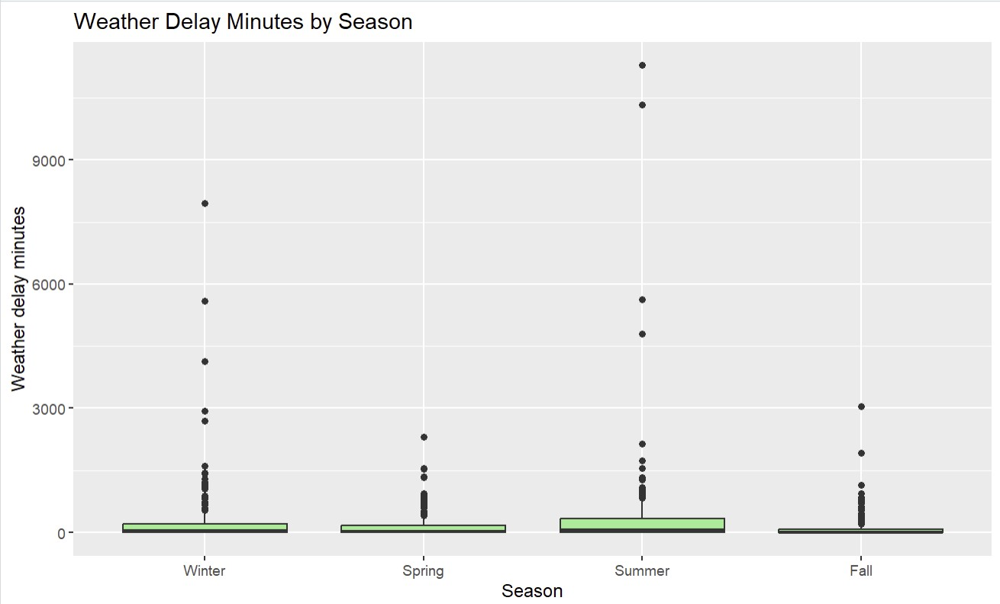 Weather Delay Minutes by Season
Weather delay minutes
9000
6000
3000
0
Winter Spring Summer Fall
Season